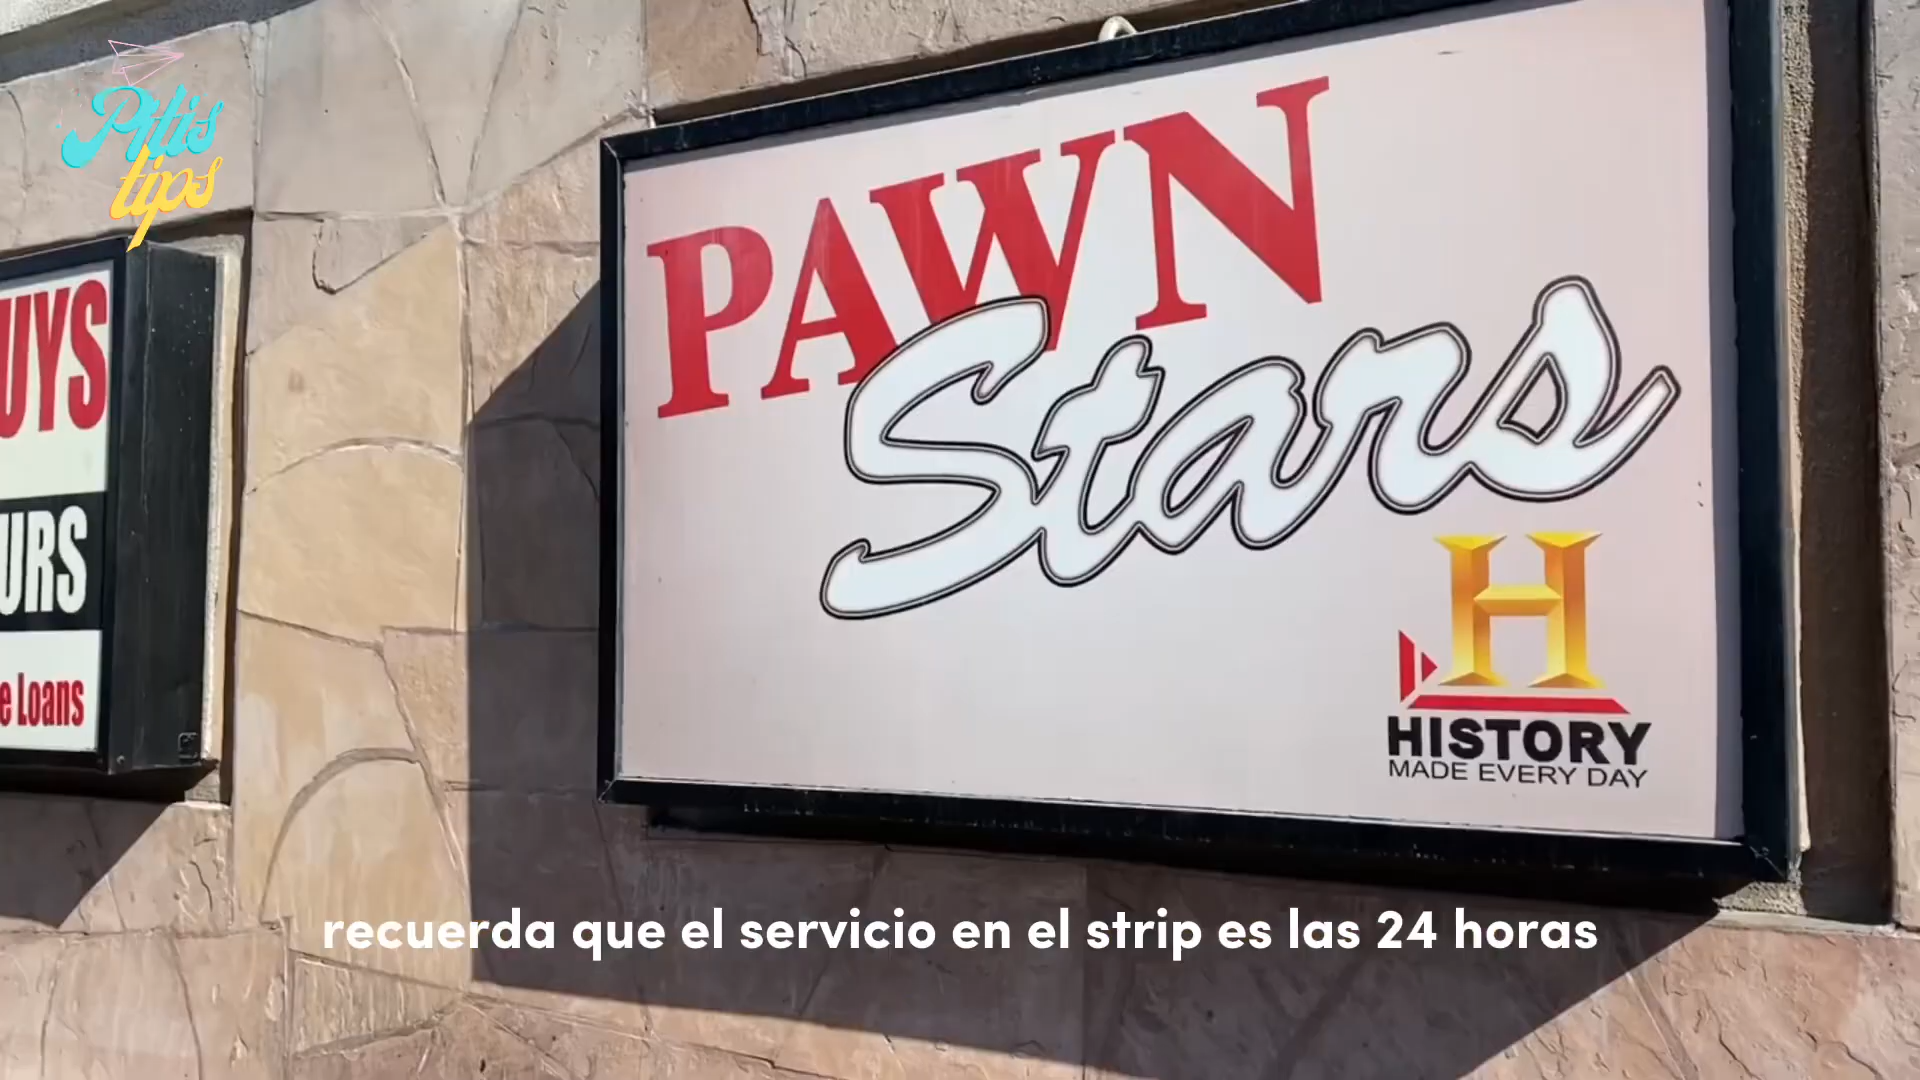 Pitis
tips
UYS
URS
e Loans
PAWN
Stars
H
HISTORY
MADE EVERY DAY
recuerda que el servicio en el strip es las 24 horas